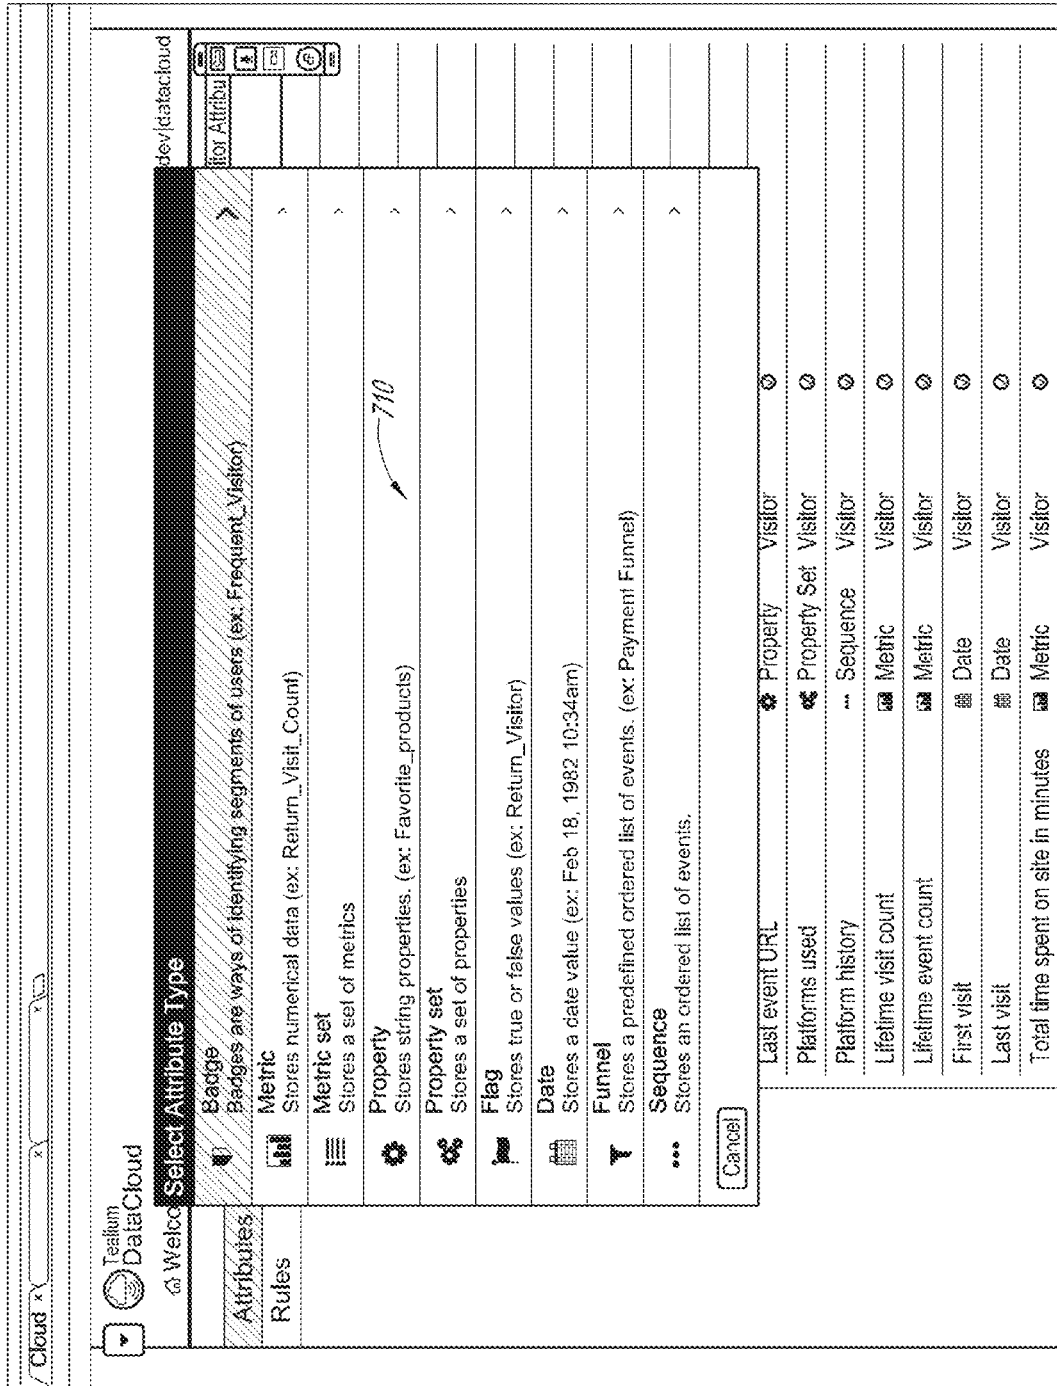 Cloud ×
×
×
Tealium
DataCloud
Welco
dev|datacloud
Select Attribute Type
itor Attribu
Attributes
Rules
Badge
Badges are ways of identifying segments of users (ex: Frequent_Visitor)
Metric
Stores numerical data (ex: Return_Visit_Count)
Metric set
Stores a set of metrics
Property
Stores string properties. (ex: Favorite_products)
710
Property set
Stores a set of properties
Flag
Stores true or false values (ex: Return_Visitor)
Date
Stores a date value (ex: Feb 18, 1982 10:34am)
Funnel
Stores a predefined ordered list of events. (ex: Payment Funnel)
Sequence
Stores an ordered list of events.
Cancel
Last event URL Property Visitor
Platforms used Property Set Visitor
Platform history Sequence Visitor
Lifetime visit count Metric Visitor
Lifetime event count Metric Visitor
First visit Date Visitor
Last visit Date Visitor
Total time spent on site in minutes Metric Visitor